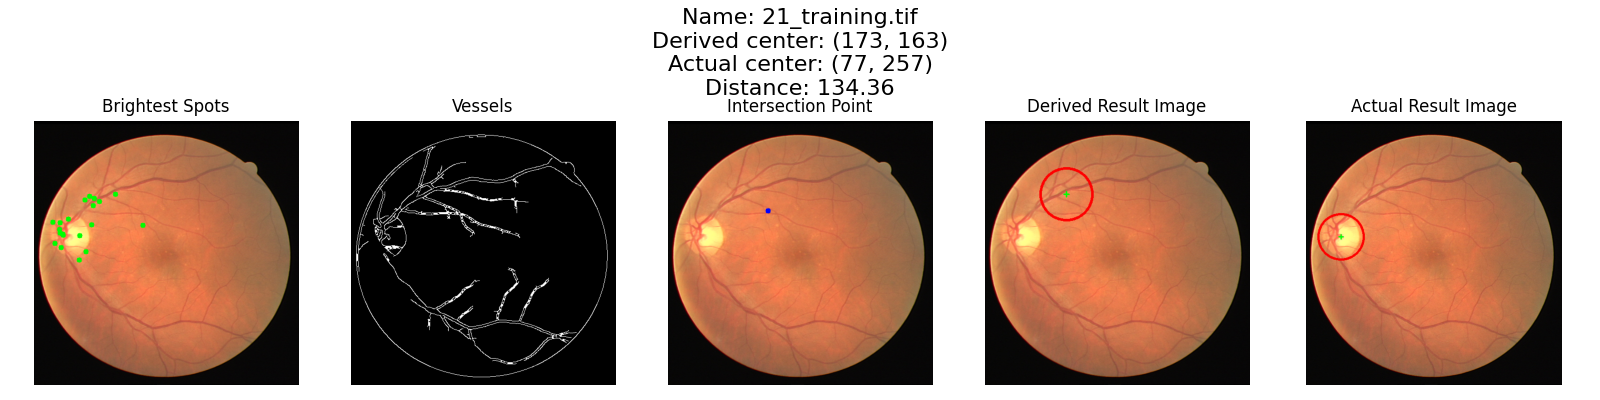 Name: 21_training.tif
Derived center: (173, 163)
Actual center: (77, 257)
Distance: 134.36
Brightest Spots
Vessels
Intersection Point
Derived Result Image
Actual Result Image